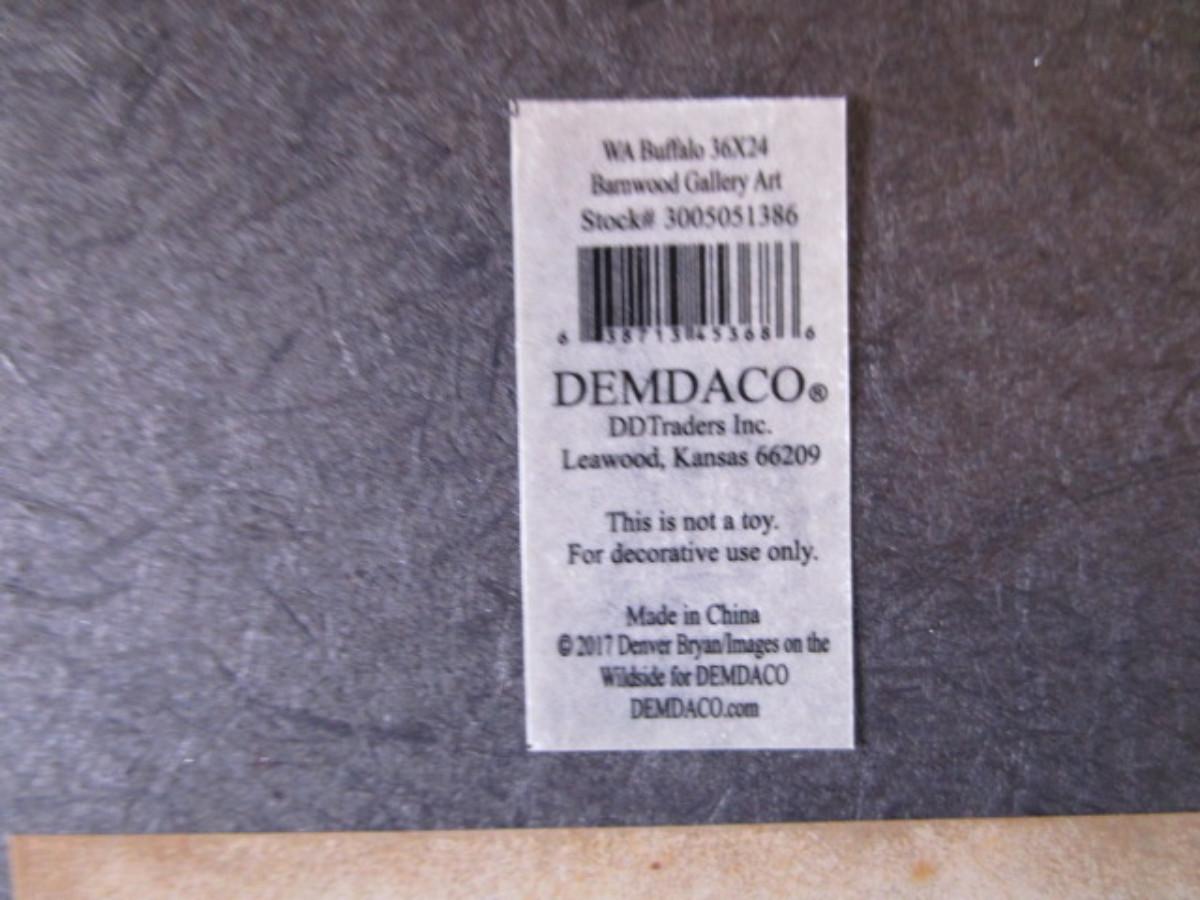 WA Buffalo 36X24
Barnwood Gallery Art
Stock# 3005051386
6 38713 45368 6
DEMDACO®
DDTraders Inc.
Leawood, Kansas 66209
This is not a toy.
For decorative use only.
Made in China
© 2017 Denver Bryan/Images on the
Wildside for DEMDACO
DEMDACO.com